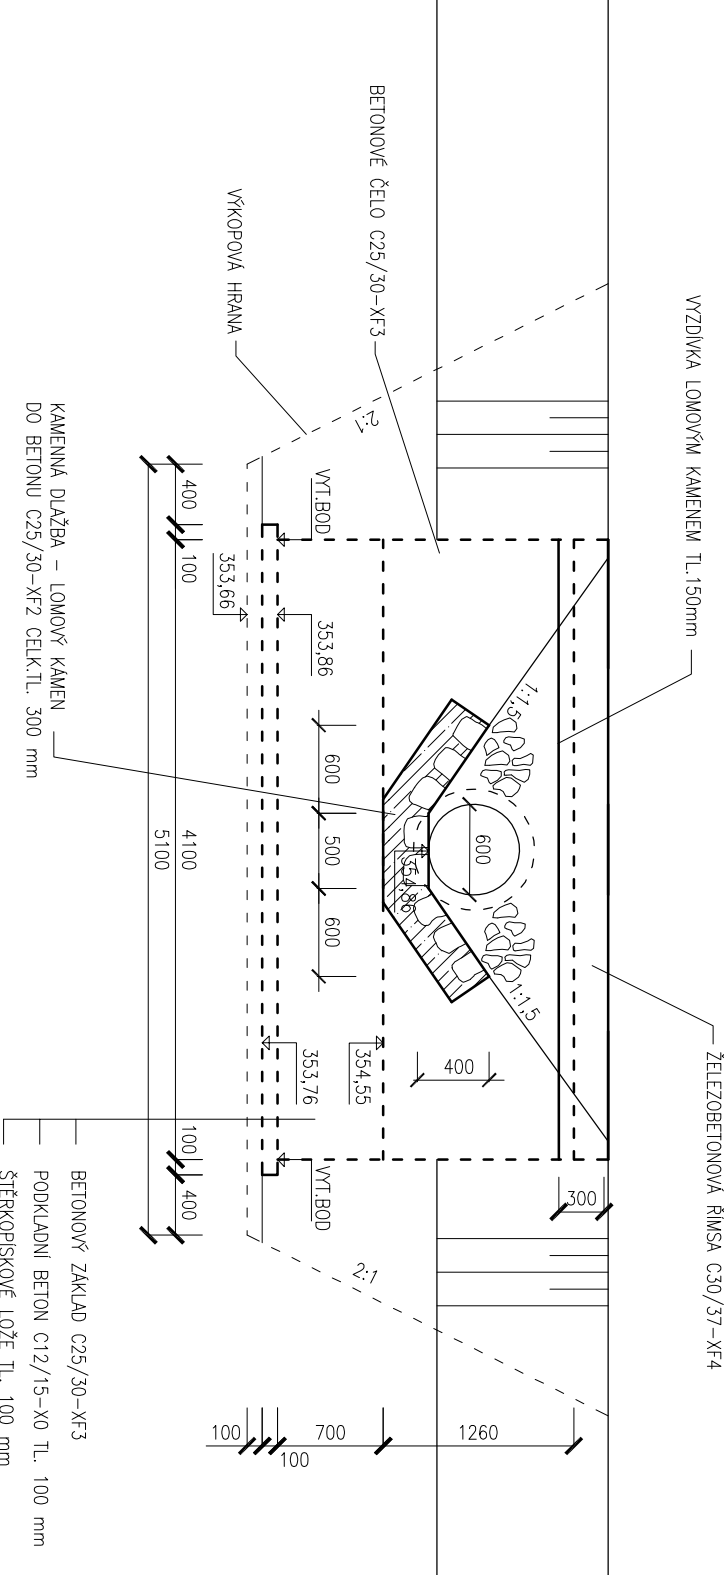 VYZDÍVKA LOMOVÝM KAMENEM TL.150mm
ŽELEZOBETONOVÁ ŘÍMSA C30/37-XF4
BETONOVÉ ČELO C25/30-XF3
VÝKOPOVÁ HRANA
2:1
2:1
1:1,5
1:1,5
600
354,86
400
300
1260
700
100
100
354,55
VYT.BOD
VYT.BOD
353,86
353,66
353,76
600
500
600
400
100
4100
100
400
5100
KAMENNÁ DLAŽBA – LOMOVÝ KÁMEN
DO BETONU C25/30-XF2 CELK.TL. 300 mm
BETONOVÝ ZÁKLAD C25/30-XF3
PODKLADNÍ BETON C12/15-X0 TL. 100 mm
ŠTĚRKOPÍSKOVÉ LOŽE TL. 100 mm